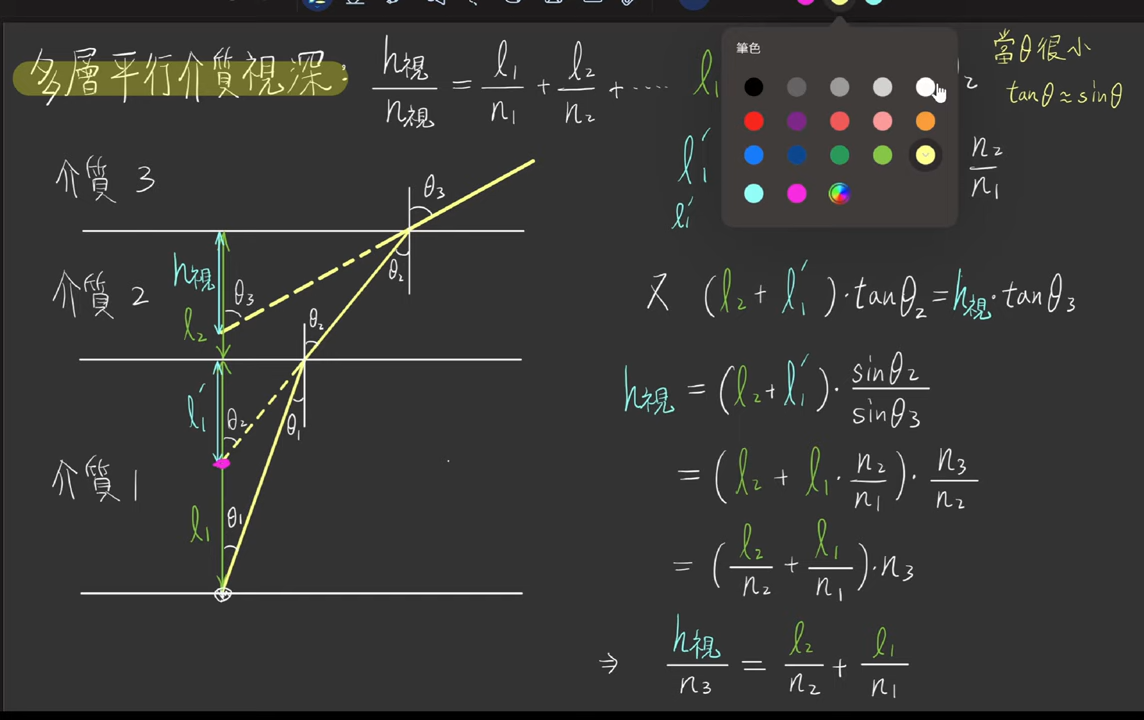 多層平行介質視深: h視/n視 = l₁/n₁ + l₂/n₂ + ····
l₁
筆色
₂
當θ很小
tanθ≈sinθ
l₁′
n₂/n₁
l₁′
介質 3
θ₃
θ₂
h視
介質 2
θ₃
l₂
θ₂
l₁′
θ₂
θ₁
介質 1
l₁
θ₁
又 (l₂ + l₁′)·tanθ₂ = h視·tanθ₃
h視 = (l₂ + l₁′)· sinθ₂/sinθ₃
= (l₂ + l₁· n₂/n₁)· n₃/n₂
= (l₂/n₂ + l₁/n₁)·n₃
⇒ h視/n₃ = l₂/n₂ + l₁/n₁